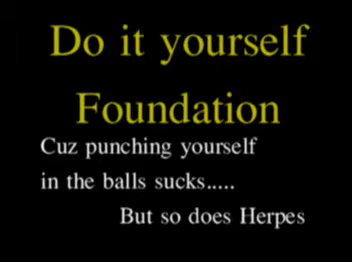 Do it yourself
Foundation
Cuz punching yourself
in the balls sucks.....
But so does Herpes